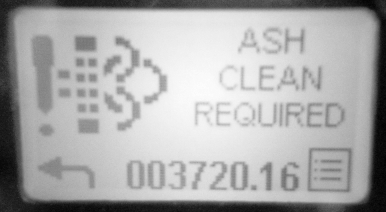 ASH
CLEAN
REQUIRED
003720.16